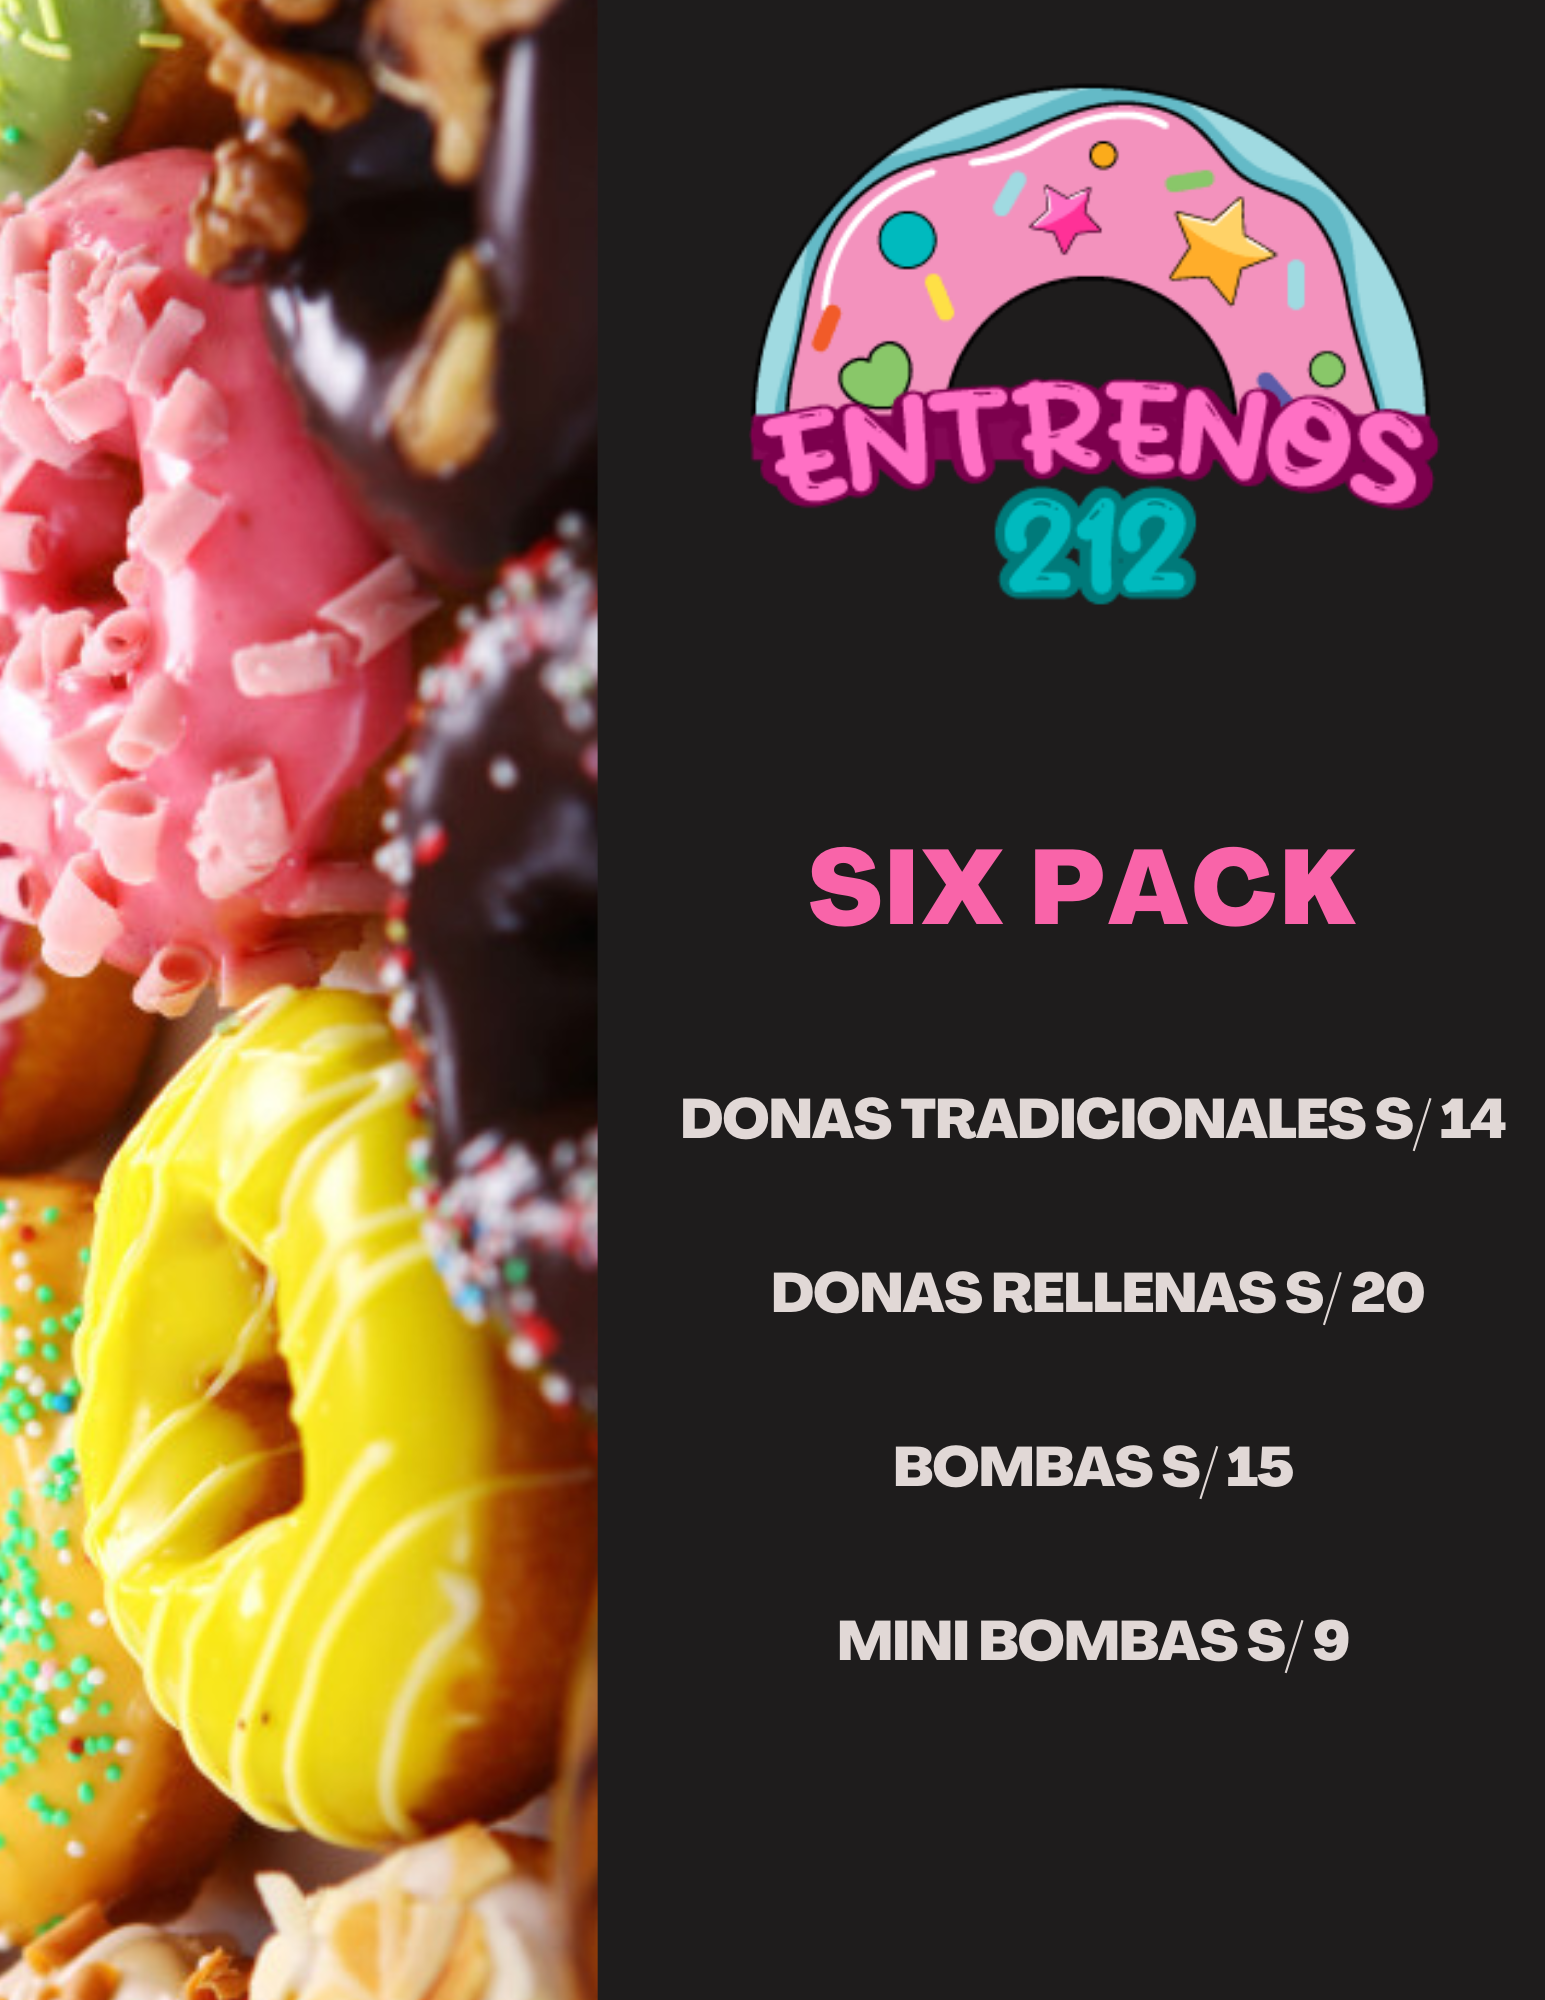 ENTRENOS
212
SIX PACK
DONAS TRADICIONALES S/ 14
DONAS RELLENAS S/ 20
BOMBAS S/ 15
MINI BOMBAS S/ 9